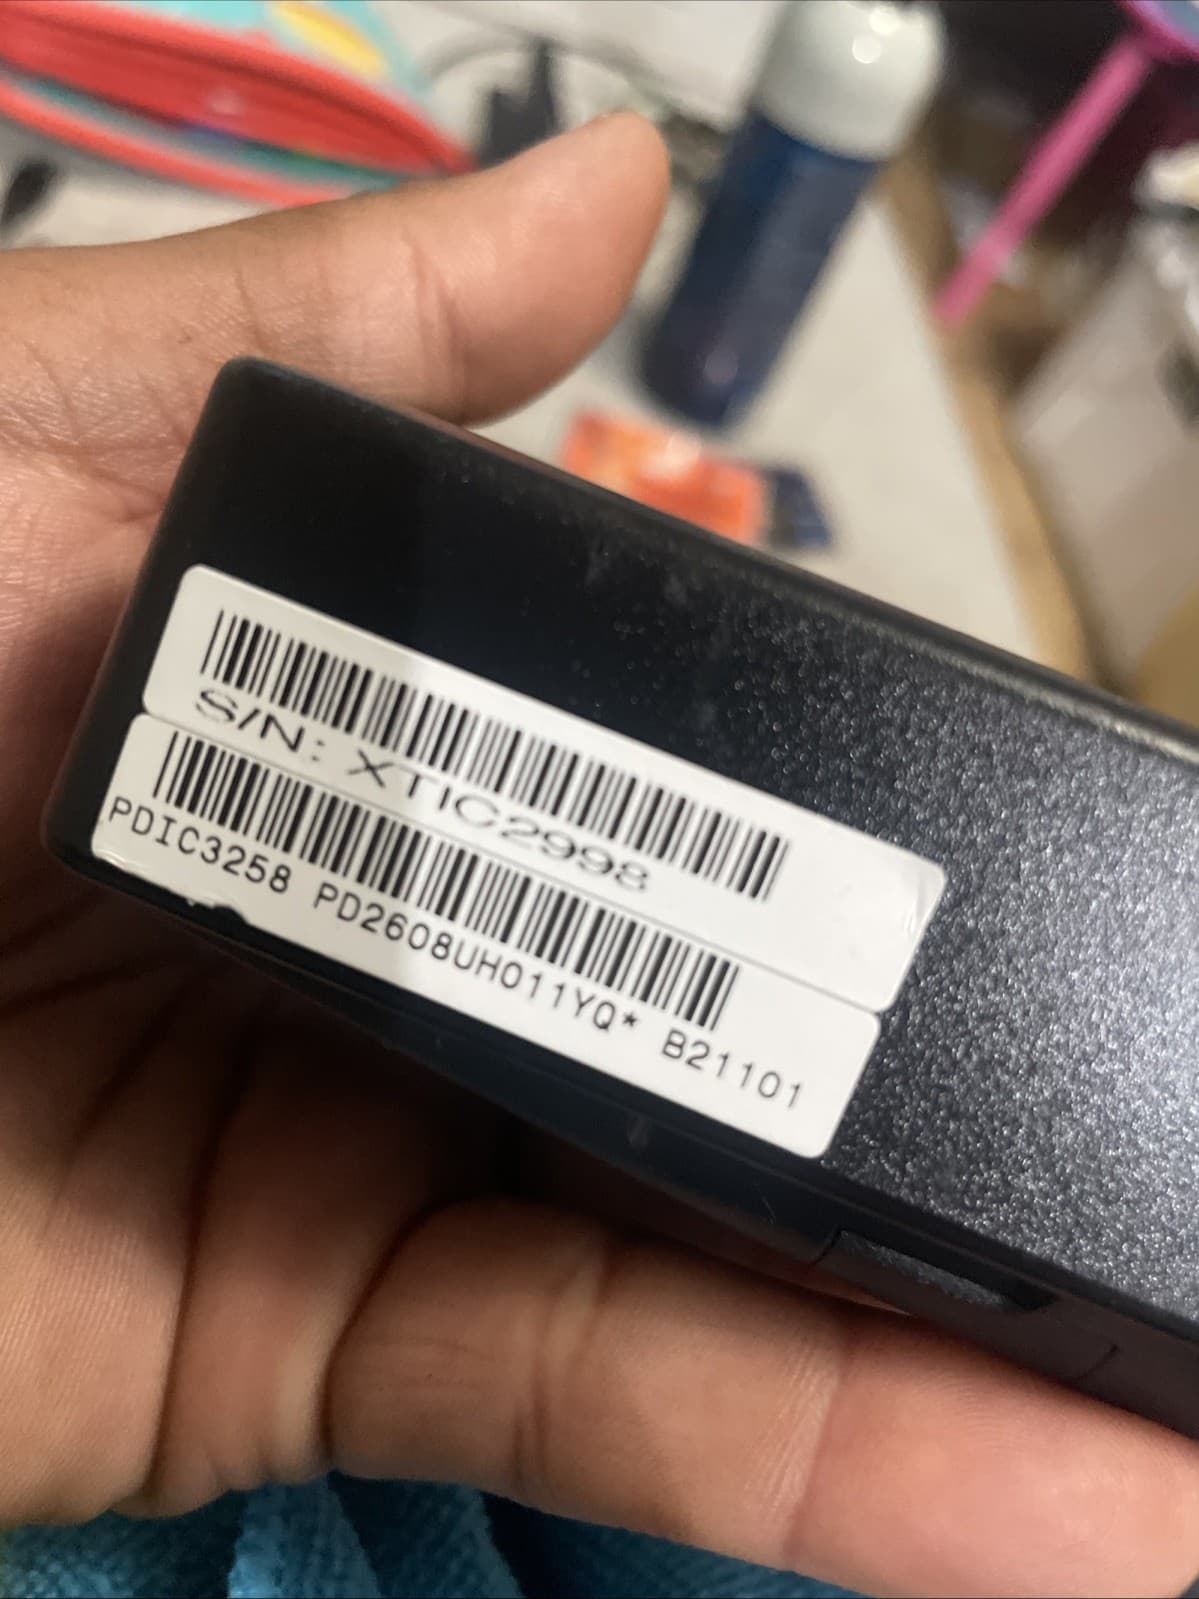 S/N: XTIC2998
PDIC3258 PD2608UH011YQ* B21101